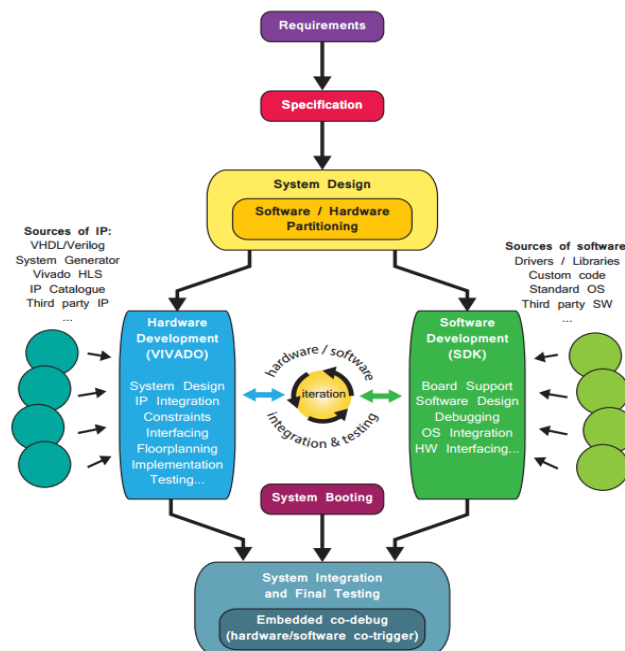 Requirements
Specification
System Design
Software / Hardware
Partitioning
Sources of IP:
VHDL/Verilog
System Generator
Vivado HLS
IP Catalogue
Third party IP
...
Sources of software
Drivers / Libraries
Custom code
Standard OS
Third party SW
...
Hardware
Development
(VIVADO)
System Design
IP Integration
Constraints
Interfacing
Floorplanning
Implementation
Testing...
hardware / software
iteration
integration & testing
Software
Development
(SDK)
Board Support
Software Design
Debugging
OS Integration
HW Interfacing...
System Booting
System Integration
and Final Testing
Embedded co-debug
(hardware/software co-trigger)